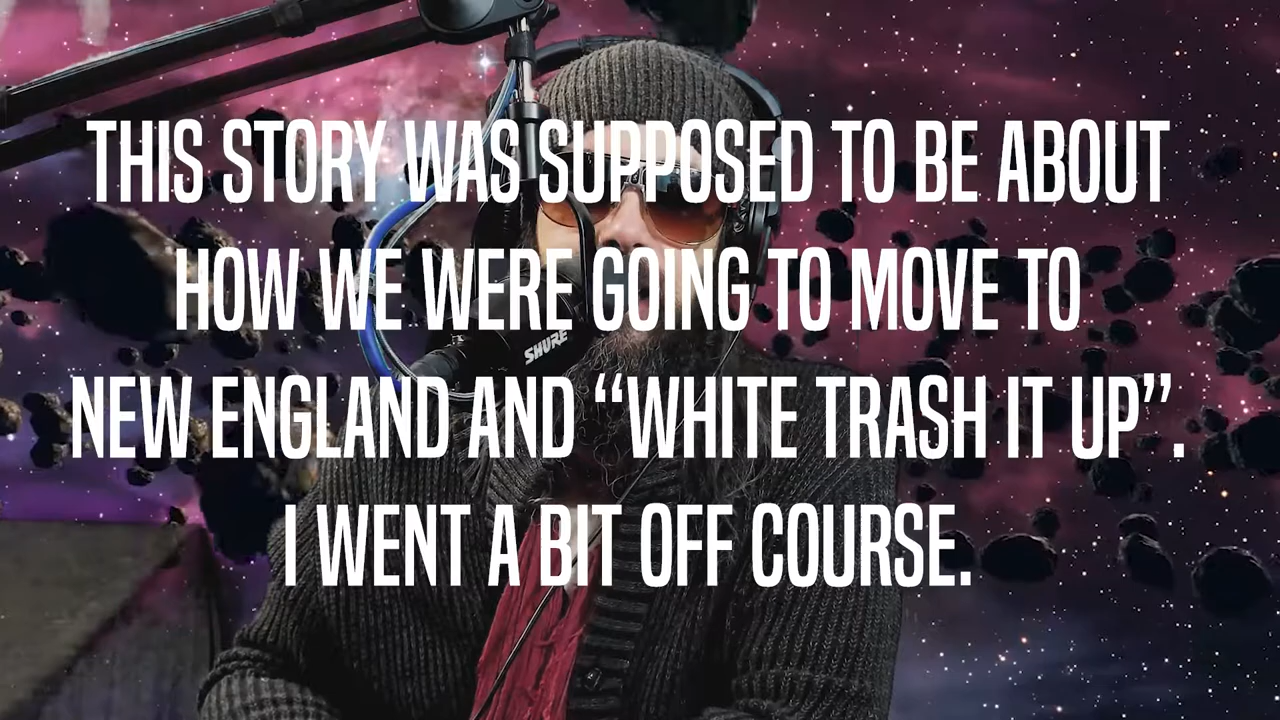 THIS STORY WAS SUPPOSED TO BE ABOUT
HOW WE WERE GOING TO MOVE TO
SHURE
NEW ENGLAND AND “WHITE TRASH IT UP”.
I WENT A BIT OFF COURSE.